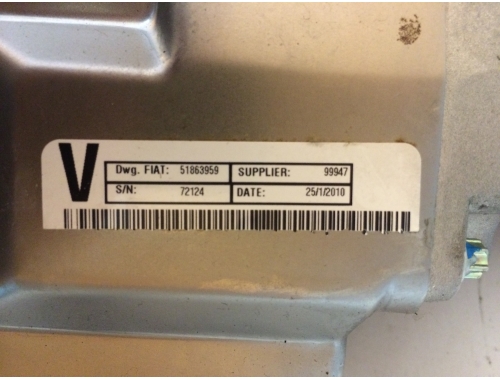 V
Dwg. FIAT: 51863959 SUPPLIER: 99947
S/N: 72124 DATE: 25/1/2010